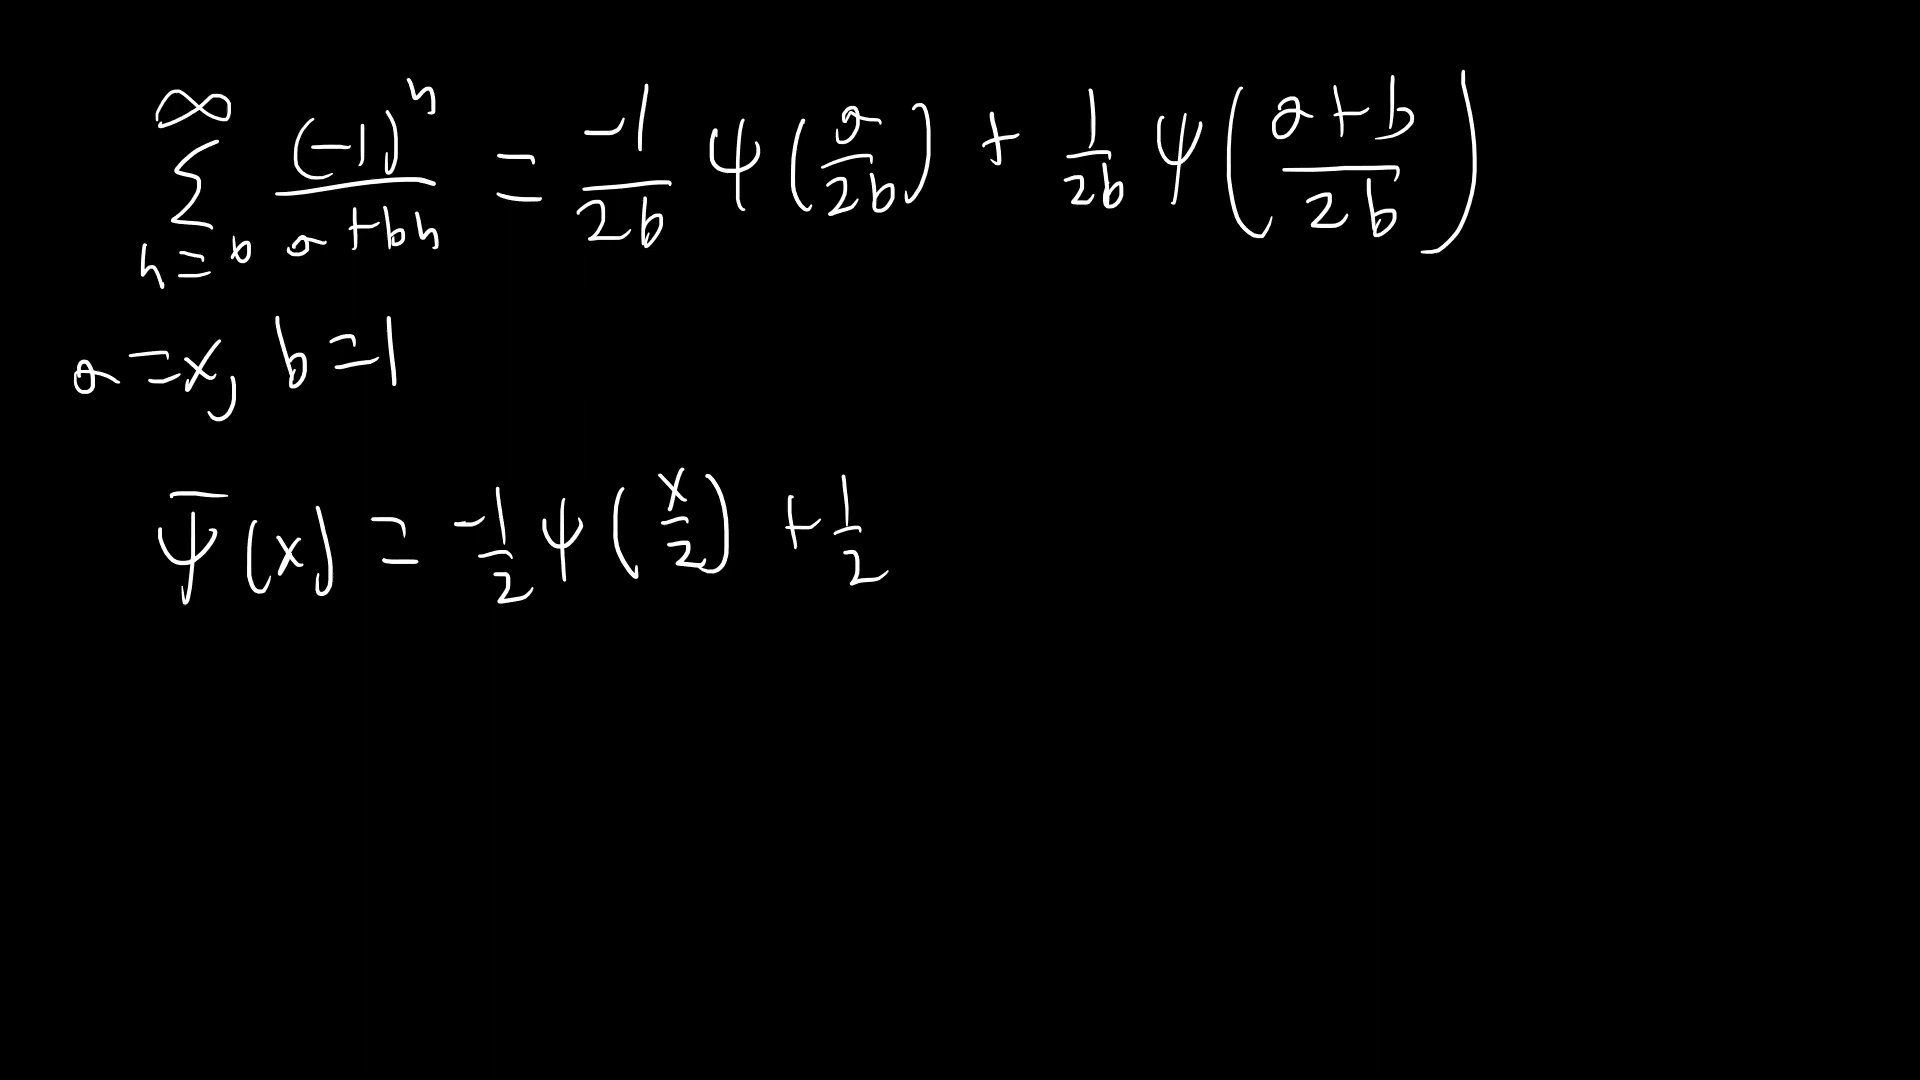 ∞ Σ n=0 (-1)^n / (a+bn) = -1/(2b) ψ(a/(2b)) + 1/(2b) ψ((a+b)/(2b))
a = x, b = 1
ψ̄(x) = -1/2 ψ(x/2) + 1/2